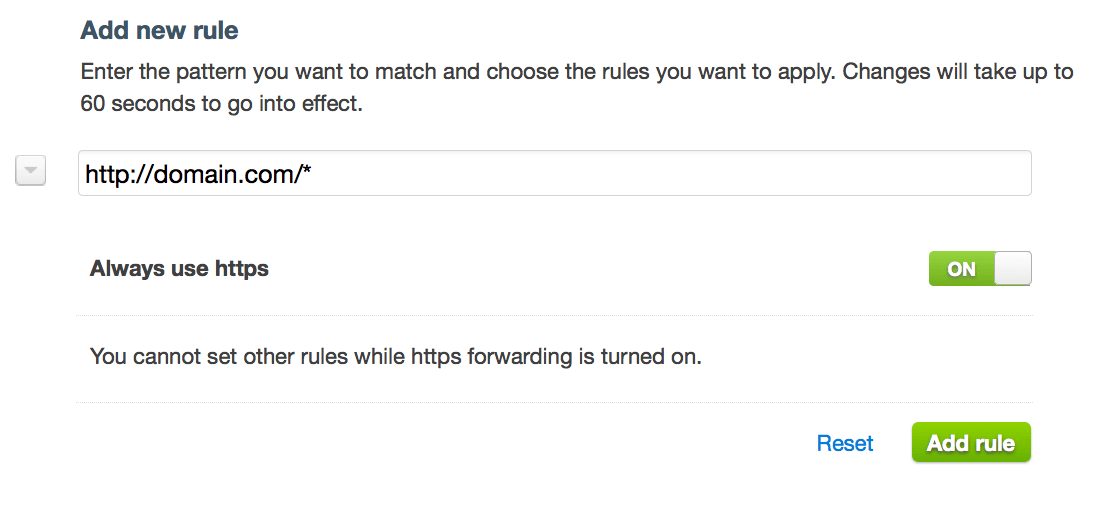 Add new rule
Enter the pattern you want to match and choose the rules you want to apply. Changes will take up to
60 seconds to go into effect.
http://domain.com/*
Always use https
ON
You cannot set other rules while https forwarding is turned on.
Reset
Add rule